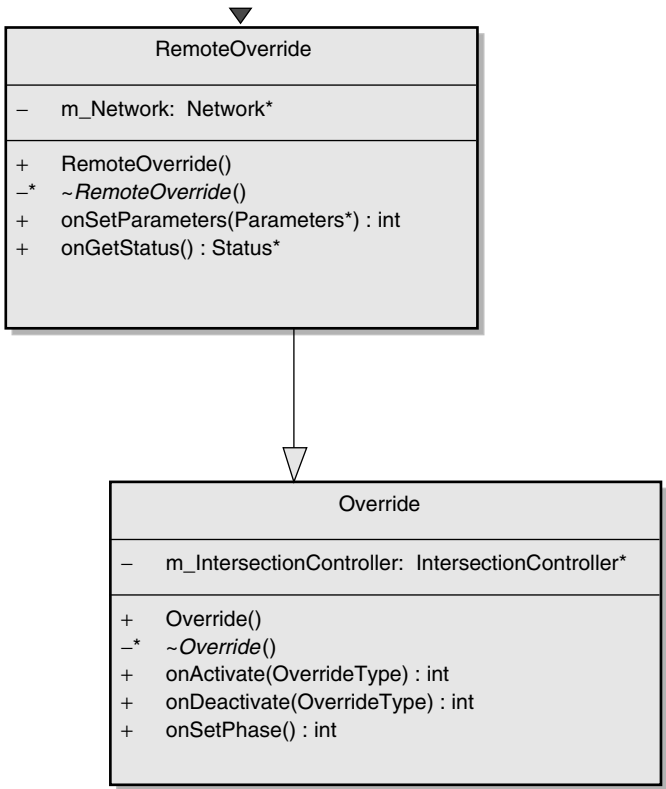 RemoteOverride
– m_Network: Network*
+ RemoteOverride()
–* ~RemoteOverride()
+ onSetParameters(Parameters*) : int
+ onGetStatus() : Status*
Override
– m_IntersectionController: IntersectionController*
+ Override()
–* ~Override()
+ onActivate(OverrideType) : int
+ onDeactivate(OverrideType) : int
+ onSetPhase() : int